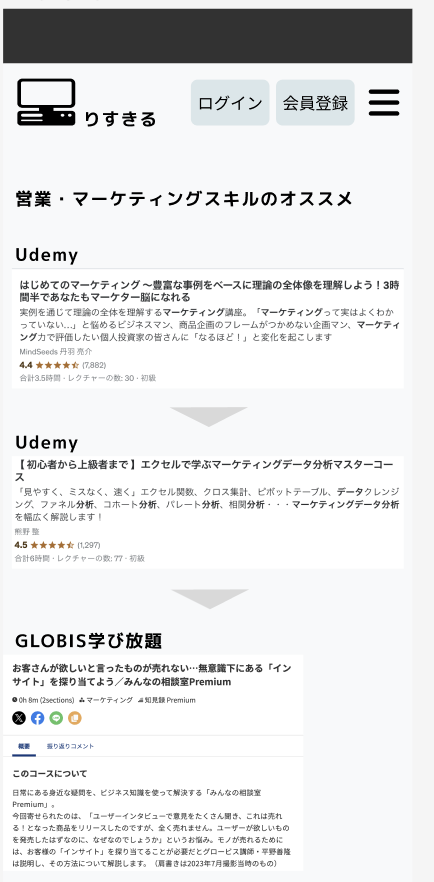 りすきる
ログイン
会員登録
営業・マーケティングスキルのオススメ
Udemy
はじめてのマーケティング ～豊富な事例をベースに理論の全体像を理解しよう！3時
間半であなたもマーケター脳になれる
実例を通じて理論の全体を理解するマーケティング講座。「マーケティングって実はよくわか
っていない…」と悩めるビジネスマン、商品企画のフレームがつかめない企画マン、マーケティ
ング力で評価したい個人投資家の皆さんに「なるほど！」と変化を起こします
MindSeeds 丹羽 亮介
4.4 ★★★★⯪ (7,882)
合計3.5時間・レクチャーの数: 30・初級
Udemy
【 初心者から上級者まで 】エクセルで学ぶマーケティングデータ分析マスターコー
ス
「見やすく、ミスなく、速く」エクセル関数、クロス集計、ピボットテーブル、データクレンジ
ング、ファネル分析、コホート分析、パレート分析、相関分析・・・マーケティングデータ分析
を幅広く解説します！
熊野 整
4.5 ★★★★⯪ (1,297)
合計6時間・レクチャーの数: 77・初級
GLOBIS学び放題
お客さんが欲しいと言ったものが売れない…無意識下にある「イン
サイト」を探り当てよう／みんなの相談室Premium
0h 8m (2sections) マーケティング 知見録 Premium
概要 振り返りコメント
このコースについて
日常にある身近な疑問を、ビジネス知識を使って解決する「みんなの相談室
Premium」。
今回寄せられたのは、「ユーザーインタビューで意見をたくさん聞き、これは売れ
る！となった商品をリリースしたのですが、全く売れません。ユーザーが欲しいもの
を発売したはずなのに、なぜなのでしょうか」というお悩み。モノが売れるために
は、お客様の「インサイト」を探り当てることが必要だとグロービス講師・平野善隆
は説明し、その方法について解説します。（肩書きは2023年7月撮影当時のもの）